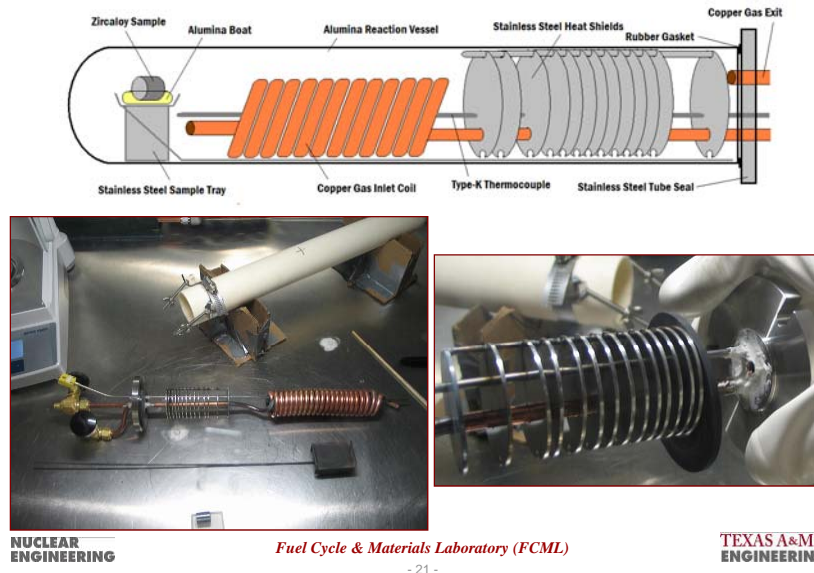 Copper Gas Exit
Zircaloy Sample
Alumina Boat
Alumina Reaction Vessel
Stainless Steel Heat Shields
Rubber Gasket
Stainless Steel Sample Tray
Copper Gas Inlet Coil
Type-K Thermocouple
Stainless Steel Tube Seal
NUCLEAR
ENGINEERING
Fuel Cycle & Materials Laboratory (FCML)
TEXAS A&M
ENGINEERIN
- 21 -